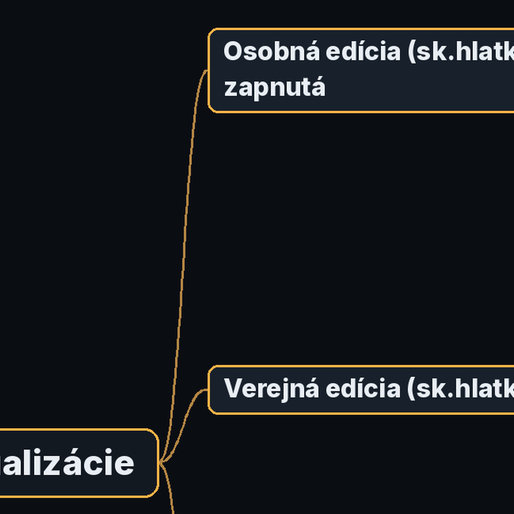 Osobná edícia (sk.hlatk
zapnutá
Verejná edícia (sk.hlatk
alizácie